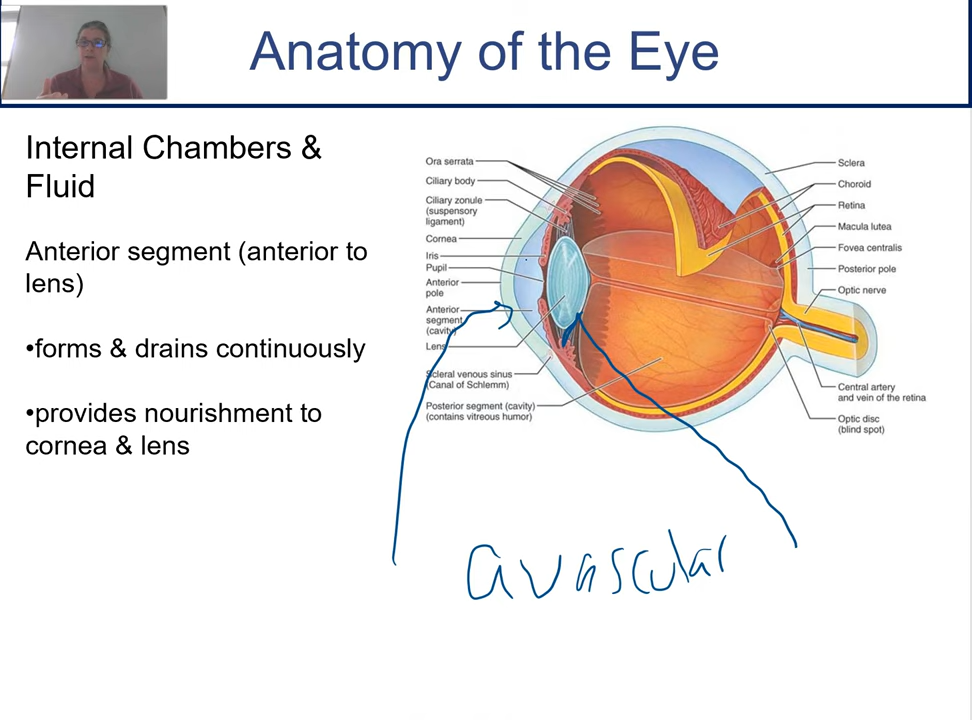 Anatomy of the Eye
Internal Chambers &
Fluid
Anterior segment (anterior to
lens)
•forms & drains continuously
•provides nourishment to
cornea & lens
Ora serrata
Ciliary body
Ciliary zonule
(suspensory
ligament)
Cornea
Iris
Pupil
Anterior
pole
Anterior
segment
(cavity)
Lens
Scleral venous sinus
(Canal of Schlemm)
Posterior segment (cavity)
(contains vitreous humor)
Sclera
Choroid
Retina
Macula lutea
Fovea centralis
Posterior pole
Optic nerve
Central artery
and vein of the retina
Optic disc
(blind spot)
avascular